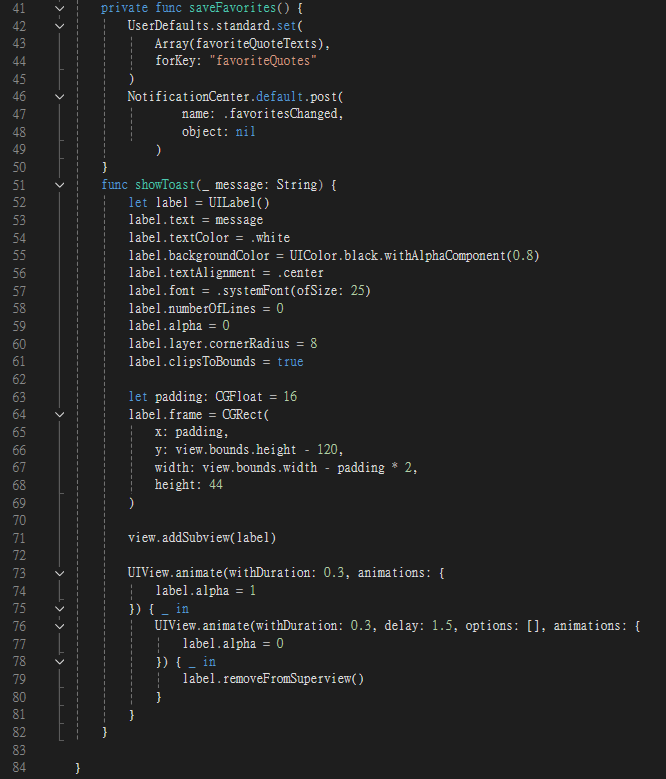 41 private func saveFavorites() {
42 UserDefaults.standard.set(
43 Array(favoriteQuoteTexts),
44 forKey: "favoriteQuotes"
45 )
46 NotificationCenter.default.post(
47 name: .favoritesChanged,
48 object: nil
49 )
50 }
51 func showToast(_ message: String) {
52 let label = UILabel()
53 label.text = message
54 label.textColor = .white
55 label.backgroundColor = UIColor.black.withAlphaComponent(0.8)
56 label.textAlignment = .center
57 label.font = .systemFont(ofSize: 25)
58 label.numberOfLines = 0
59 label.alpha = 0
60 label.layer.cornerRadius = 8
61 label.clipsToBounds = true
62
63 let padding: CGFloat = 16
64 label.frame = CGRect(
65 x: padding,
66 y: view.bounds.height - 120,
67 width: view.bounds.width - padding * 2,
68 height: 44
69 )
70
71 view.addSubview(label)
72
73 UIView.animate(withDuration: 0.3, animations: {
74 label.alpha = 1
75 }) { _ in
76 UIView.animate(withDuration: 0.3, delay: 1.5, options: [], animations: {
77 label.alpha = 0
78 }) { _ in
79 label.removeFromSuperview()
80 }
81 }
82 }
83
84 }